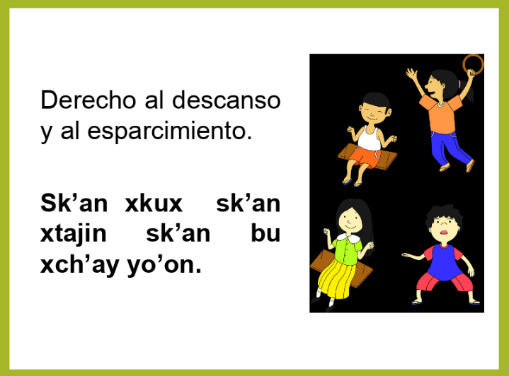 Derecho al descanso
y al esparcimiento.
Sk’an xkux sk’an
xtajin sk’an bu
xch’ay yo’on.